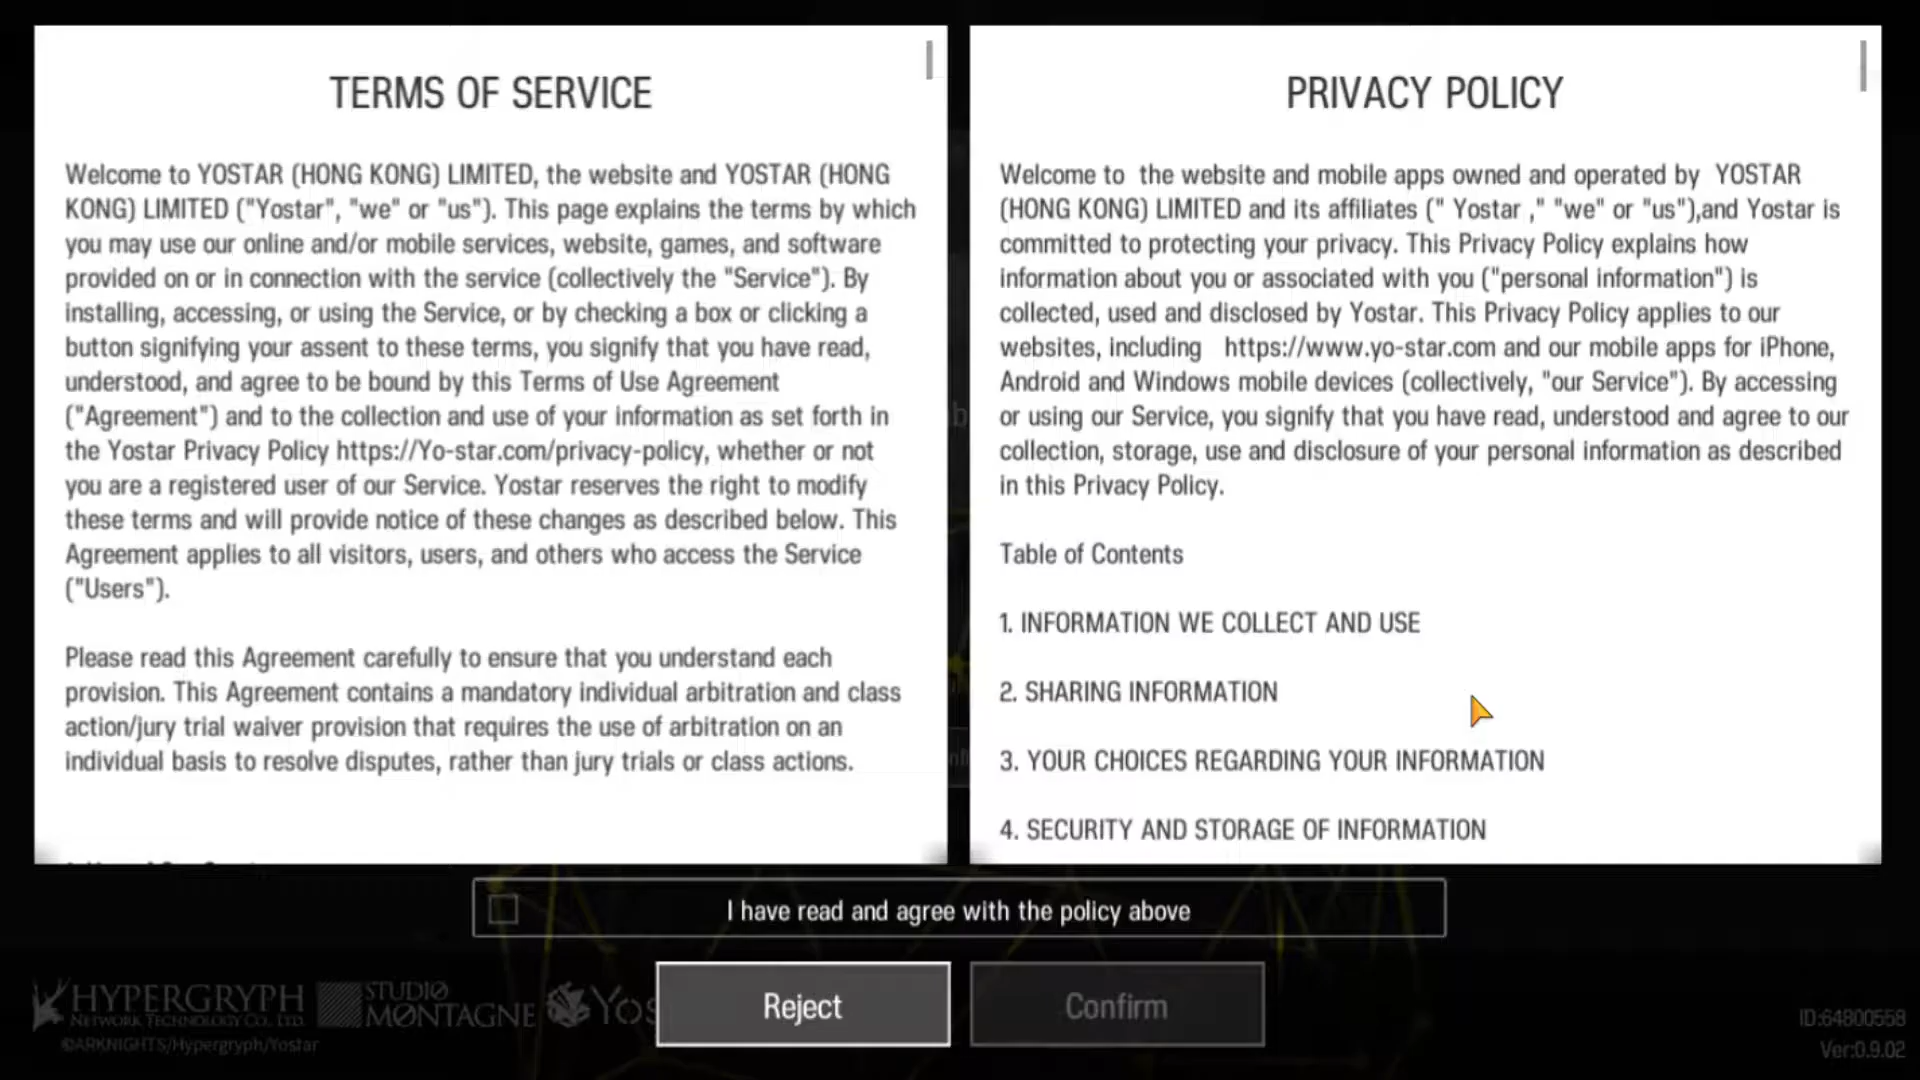 TERMS OF SERVICE
Welcome to YOSTAR (HONG KONG) LIMITED, the website and YOSTAR (HONG
KONG) LIMITED ("Yostar", "we" or "us"). This page explains the terms by which
you may use our online and/or mobile services, website, games, and software
provided on or in connection with the service (collectively the "Service"). By
installing, accessing, or using the Service, or by checking a box or clicking a
button signifying your assent to these terms, you signify that you have read,
understood, and agree to be bound by this Terms of Use Agreement
("Agreement") and to the collection and use of your information as set forth in
the Yostar Privacy Policy https://Yo-star.com/privacy-policy, whether or not
you are a registered user of our Service. Yostar reserves the right to modify
these terms and will provide notice of these changes as described below. This
Agreement applies to all visitors, users, and others who access the Service
("Users").
Please read this Agreement carefully to ensure that you understand each
provision. This Agreement contains a mandatory individual arbitration and class
action/jury trial waiver provision that requires the use of arbitration on an
individual basis to resolve disputes, rather than jury trials or class actions.
PRIVACY POLICY
Welcome to the website and mobile apps owned and operated by YOSTAR
(HONG KONG) LIMITED and its affiliates (" Yostar ," "we" or "us"),and Yostar is
committed to protecting your privacy. This Privacy Policy explains how
information about you or associated with you ("personal information") is
collected, used and disclosed by Yostar. This Privacy Policy applies to our
websites, including https://www.yo-star.com and our mobile apps for iPhone,
Android and Windows mobile devices (collectively, "our Service"). By accessing
or using our Service, you signify that you have read, understood and agree to our
collection, storage, use and disclosure of your personal information as described
in this Privacy Policy.
Table of Contents
1. INFORMATION WE COLLECT AND USE
2. SHARING INFORMATION
3. YOUR CHOICES REGARDING YOUR INFORMATION
4. SECURITY AND STORAGE OF INFORMATION
I have read and agree with the policy above
Reject
Confirm
HYPERGRYPH
NETWORK TECHNOLOGY CO., LTD.
STUDIO
MØNTAGNE
©ARKNIGHTS/Hypergryph/Yostar
ID:64800558
Ver:0.9.02